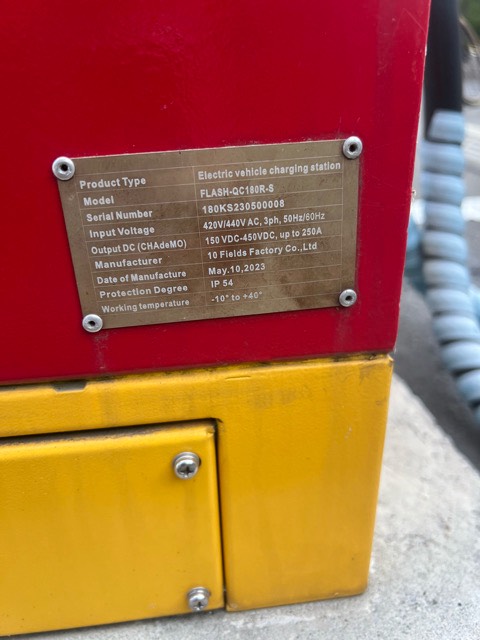 Product Type Electric vehicle charging station
Model FLASH-QC180R-S
Serial Number 180KS230500008
Input Voltage 420V/440V AC, 3ph, 50Hz/60Hz
Output DC (CHAdeMO) 150 VDC-450VDC, up to 250A
Manufacturer 10 Fields Factory Co.,Ltd
Date of Manufacture May.10,2023
Protection Degree IP 54
Working temperature -10° to +40°